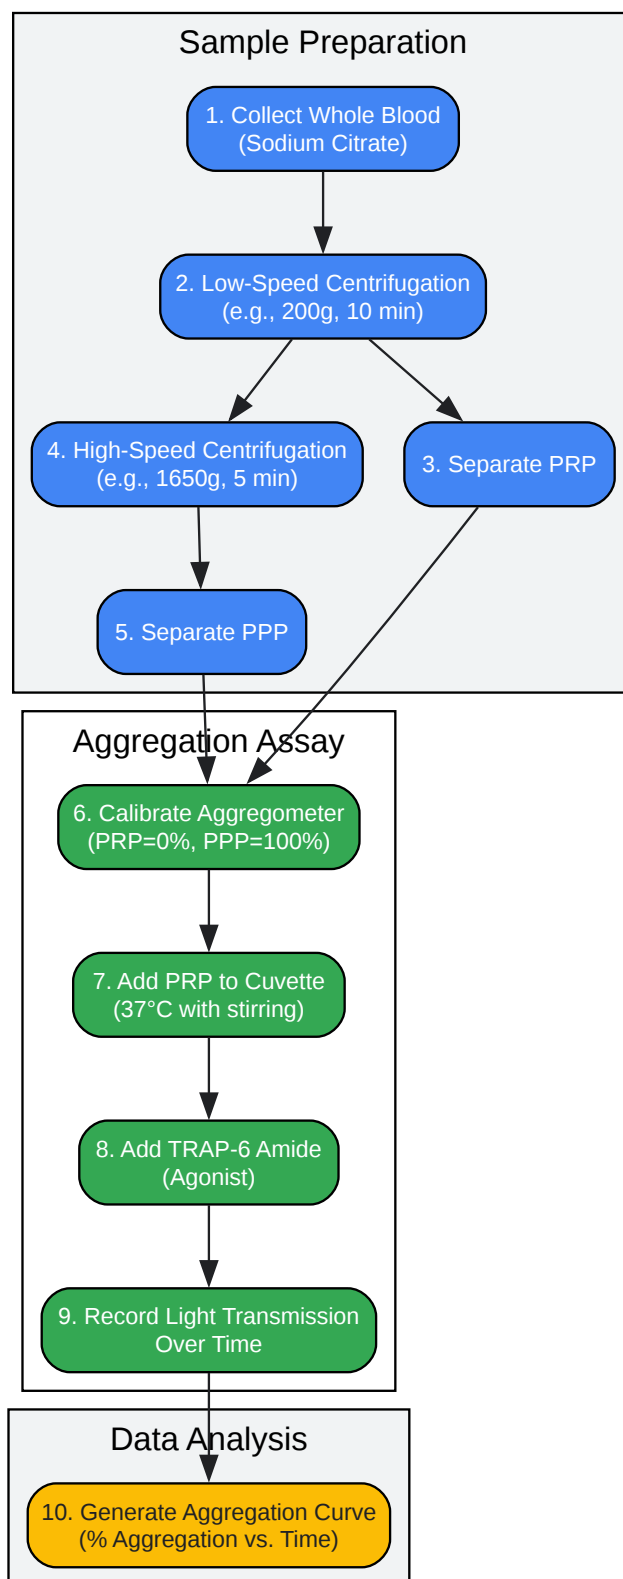 Sample Preparation
1. Collect Whole Blood
(Sodium Citrate)
2. Low-Speed Centrifugation
(e.g., 200g, 10 min)
4. High-Speed Centrifugation
(e.g., 1650g, 5 min)
3. Separate PRP
5. Separate PPP
Aggregation Assay
6. Calibrate Aggregometer
(PRP=0%, PPP=100%)
7. Add PRP to Cuvette
(37°C with stirring)
8. Add TRAP-6 Amide
(Agonist)
9. Record Light Transmission
Over Time
Data Analysis
10. Generate Aggregation Curve
(% Aggregation vs. Time)